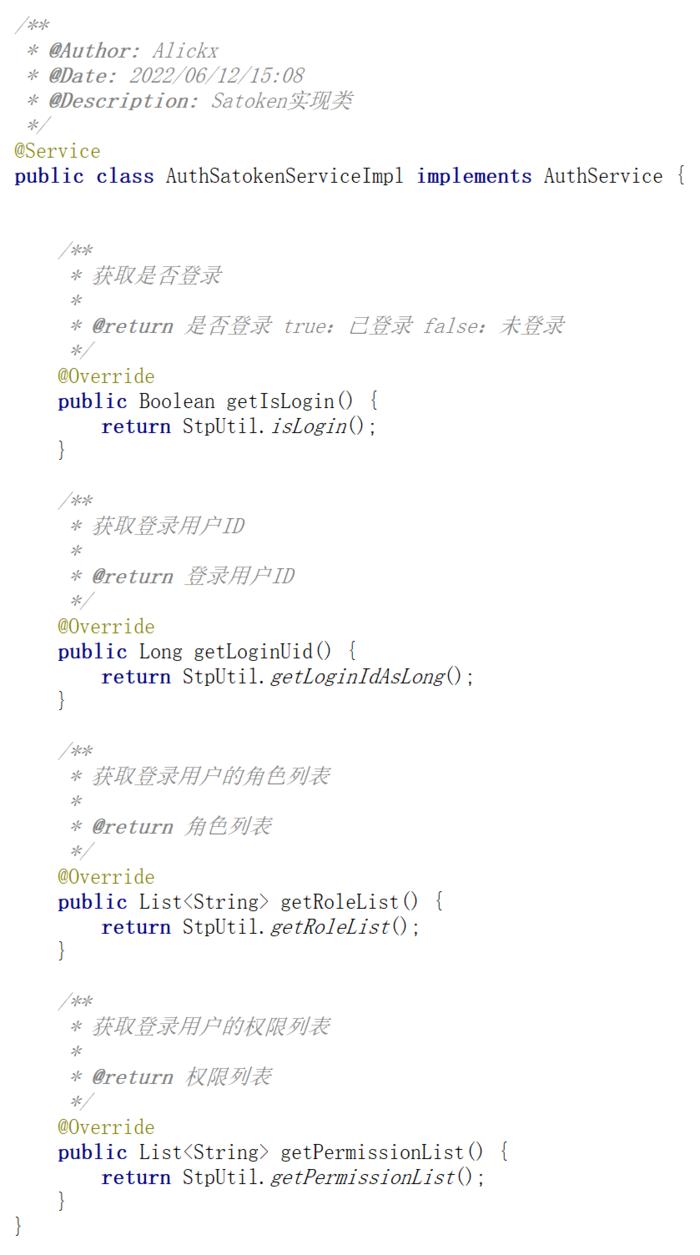 /**
 * @Author: Alickx
 * @Date: 2022/06/12/15:08
 * @Description: Satoken实现类
 */
@Service
public class AuthSatokenServiceImpl implements AuthService {
    /**
     * 获取是否登录
     *
     * @return 是否登录 true：已登录 false：未登录
     */
    @Override
    public Boolean getIsLogin() {
        return StpUtil.isLogin();
    }
    /**
     * 获取登录用户ID
     *
     * @return 登录用户ID
     */
    @Override
    public Long getLoginUid() {
        return StpUtil.getLoginIdAsLong();
    }
    /**
     * 获取登录用户的角色列表
     *
     * @return 角色列表
     */
    @Override
    public List<String> getRoleList() {
        return StpUtil.getRoleList();
    }
    /**
     * 获取登录用户的权限列表
     *
     * @return 权限列表
     */
    @Override
    public List<String> getPermissionList() {
        return StpUtil.getPermissionList();
    }
}